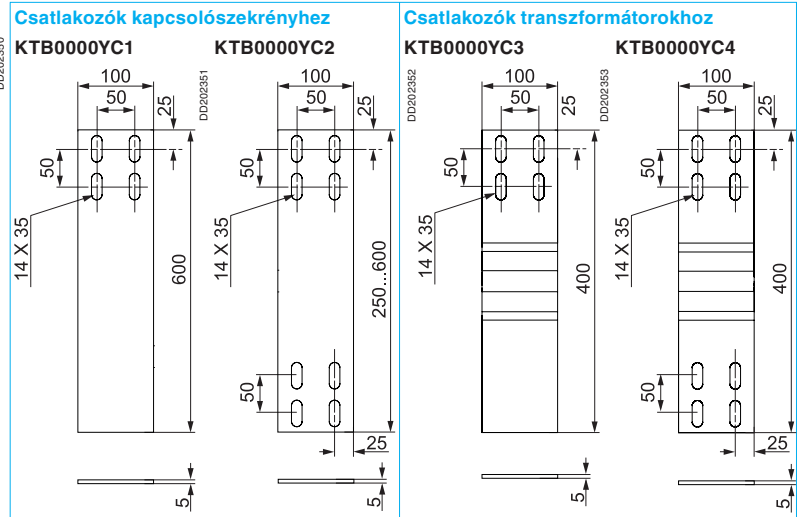 Csatlakozók kapcsolószekrényhez
KTB0000YC1
100
50
25
50
14 X 35
600
5
KTB0000YC2
DD202351
100
50
25
50
14 X 35
250...600
50
25
5
Csatlakozók transzformátorokhoz
KTB0000YC3
DD202352
100
50
25
50
14 X 35
400
5
KTB0000YC4
DD202353
100
50
25
50
14 X 35
400
50
25
5